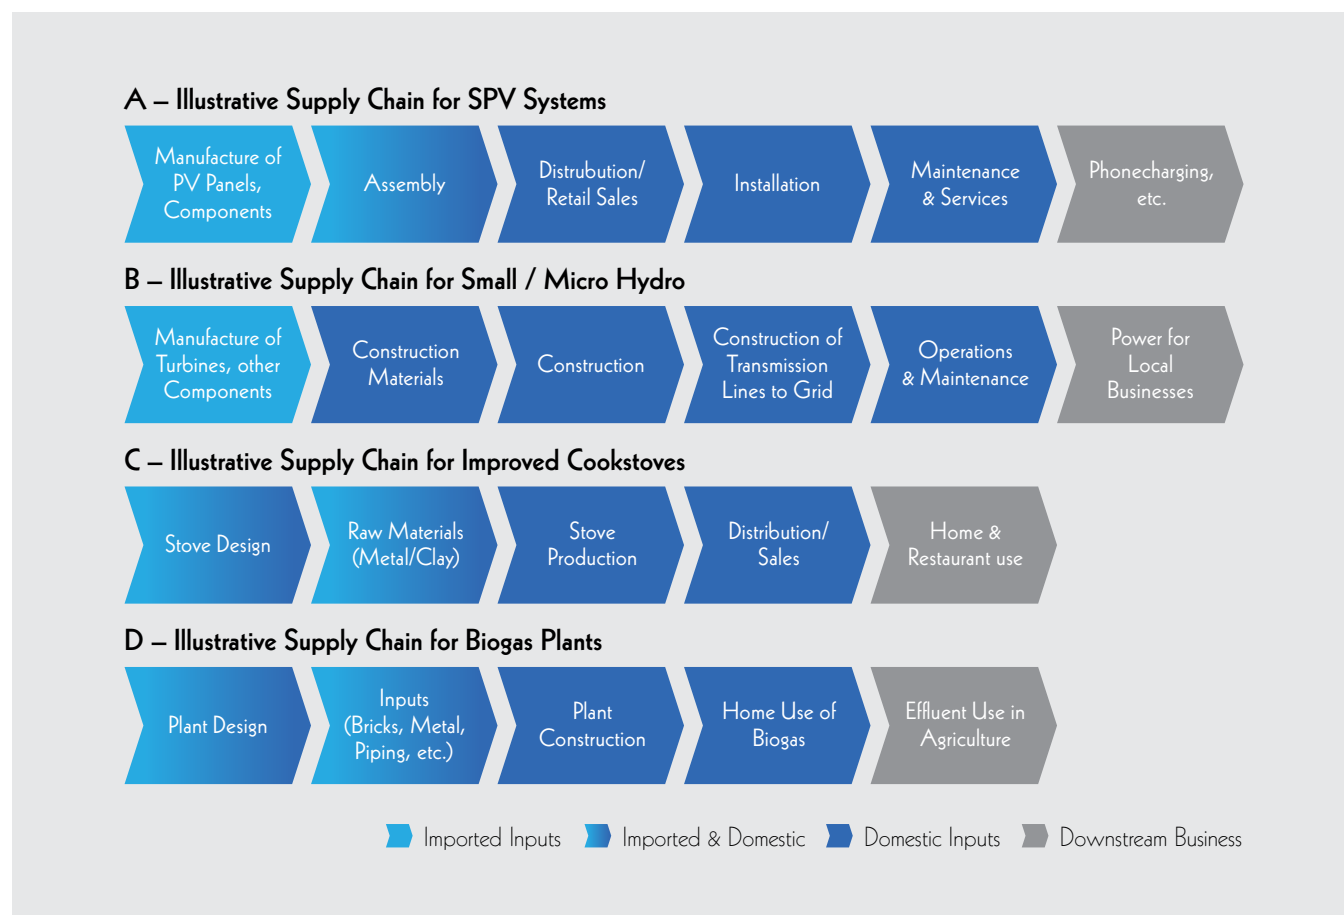 A – Illustrative Supply Chain for SPV Systems
Manufacture of
PV Panels,
Components
Assembly
Distrubution/
Retail Sales
Installation
Maintenance
& Services
Phonecharging,
etc.
B – Illustrative Supply Chain for Small / Micro Hydro
Manufacture of
Turbines, other
Components
Construction
Materials
Construction
Construction of
Transmission
Lines to Grid
Operations
& Maintenance
Power for
Local
Businesses
C – Illustrative Supply Chain for Improved Cookstoves
Stove Design
Raw Materials
(Metal/Clay)
Stove
Production
Distribution/
Sales
Home &
Restaurant use
D – Illustrative Supply Chain for Biogas Plants
Plant Design
Inputs
(Bricks, Metal,
Piping, etc.)
Plant
Construction
Home Use of
Biogas
Effluent Use in
Agriculture
Imported Inputs
Imported & Domestic
Domestic Inputs
Downstream Business